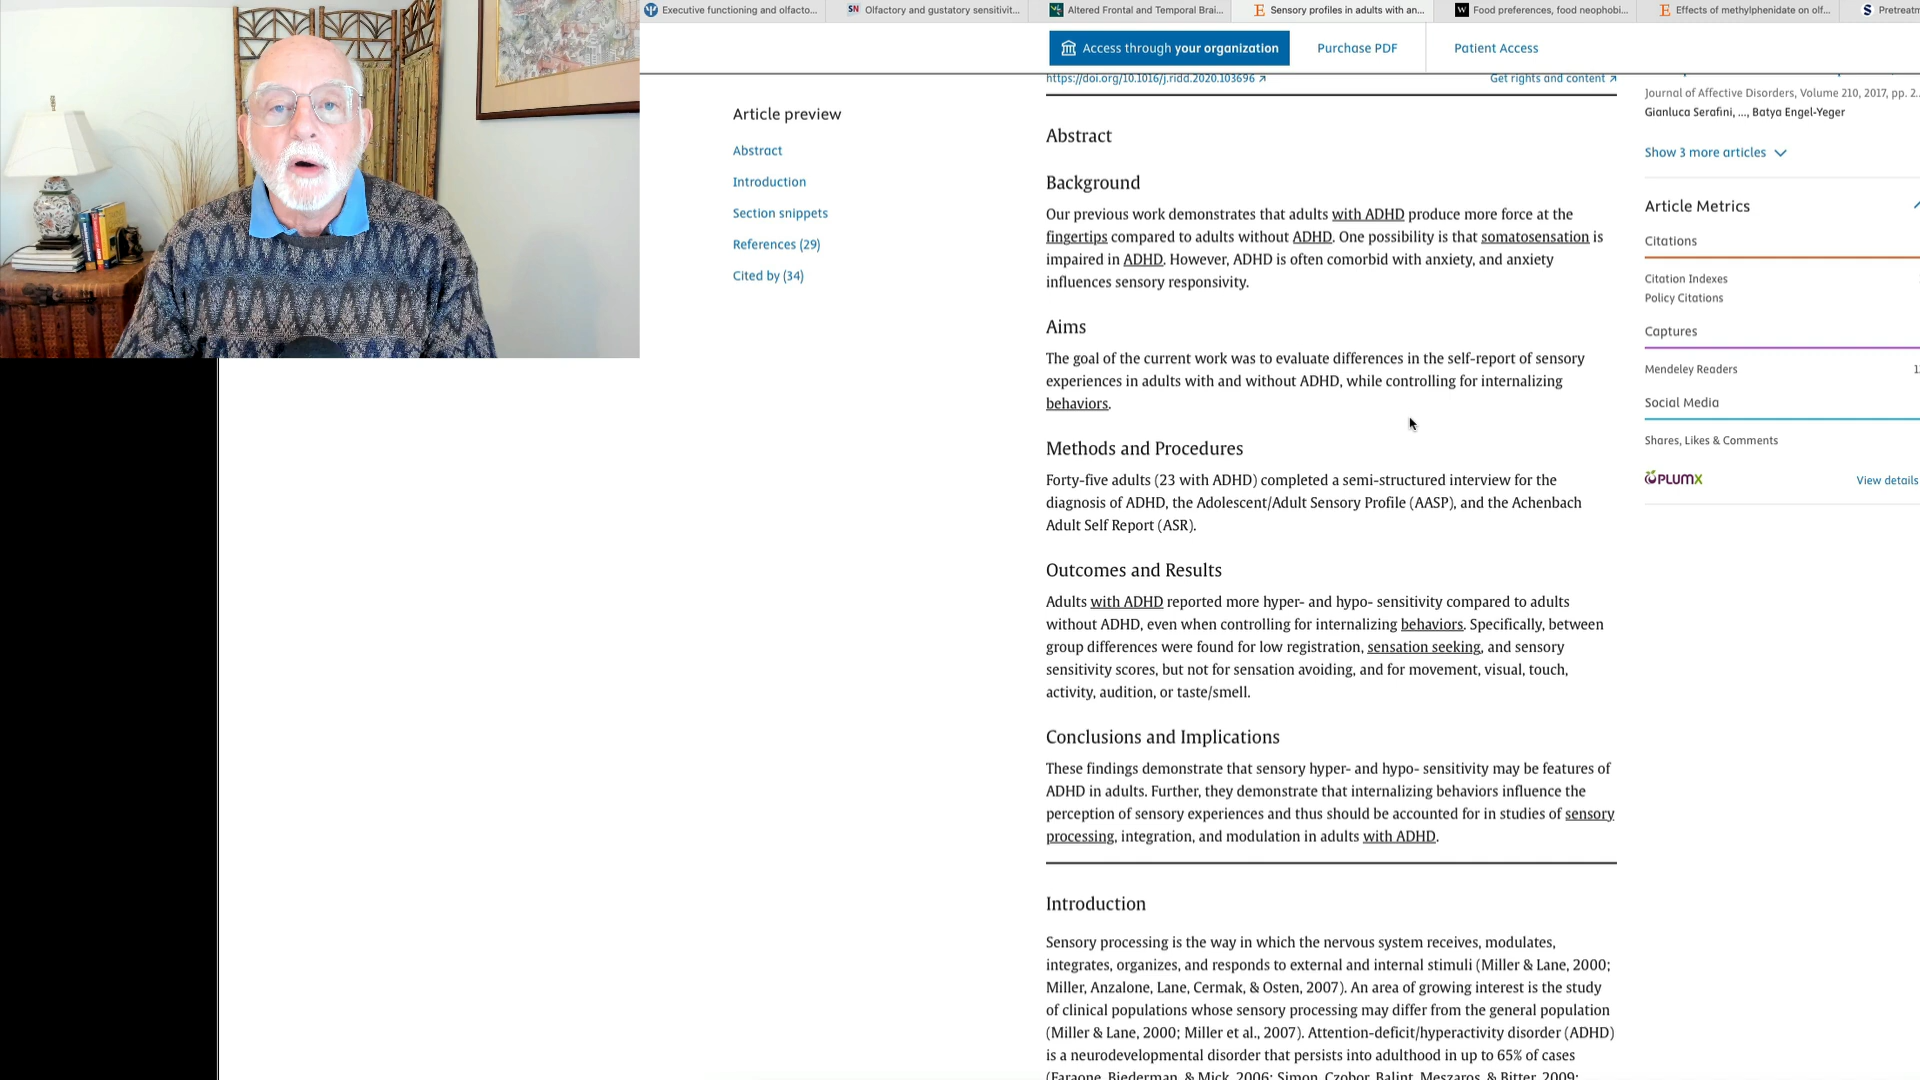 Executive functioning and olfacto...
Olfactory and gustatory sensitivit...
Altered Frontal and Temporal Brai...
Sensory profiles in adults with an...
Food preferences, food neophobi...
Effects of methylphenidate on olf...
Pretreatm
Access through your organization
Purchase PDF
Patient Access
https://doi.org/10.1016/j.ridd.2020.103696
Get rights and content
Article preview
Abstract
Introduction
Section snippets
References (29)
Cited by (34)
Abstract
Background
Our previous work demonstrates that adults with ADHD produce more force at the
fingertips compared to adults without ADHD. One possibility is that somatosensation is
impaired in ADHD. However, ADHD is often comorbid with anxiety, and anxiety
influences sensory responsivity.
Aims
The goal of the current work was to evaluate differences in the self-report of sensory
experiences in adults with and without ADHD, while controlling for internalizing
behaviors.
Methods and Procedures
Forty-five adults (23 with ADHD) completed a semi-structured interview for the
diagnosis of ADHD, the Adolescent/Adult Sensory Profile (AASP), and the Achenbach
Adult Self Report (ASR).
Outcomes and Results
Adults with ADHD reported more hyper- and hypo- sensitivity compared to adults
without ADHD, even when controlling for internalizing behaviors. Specifically, between
group differences were found for low registration, sensation seeking, and sensory
sensitivity scores, but not for sensation avoiding, and for movement, visual, touch,
activity, audition, or taste/smell.
Conclusions and Implications
These findings demonstrate that sensory hyper- and hypo- sensitivity may be features of
ADHD in adults. Further, they demonstrate that internalizing behaviors influence the
perception of sensory experiences and thus should be accounted for in studies of sensory
processing, integration, and modulation in adults with ADHD.
Introduction
Sensory processing is the way in which the nervous system receives, modulates,
integrates, organizes, and responds to external and internal stimuli (Miller & Lane, 2000;
Miller, Anzalone, Lane, Cermak, & Osten, 2007). An area of growing interest is the study
of clinical populations whose sensory processing may differ from the general population
(Miller & Lane, 2000; Miller et al., 2007). Attention-deficit/hyperactivity disorder (ADHD)
is a neurodevelopmental disorder that persists into adulthood in up to 65% of cases
(Faraone, Biederman, & Mick, 2006; Simon, Czobor, Balint, Meszaros, & Bitter, 2009;
Journal of Affective Disorders, Volume 210, 2017, pp. 2...
Gianluca Serafini, ..., Batya Engel-Yeger
Show 3 more articles
Article Metrics
Citations
Citation Indexes
Policy Citations
Captures
Mendeley Readers
Social Media
Shares, Likes & Comments
PLUMX
View details